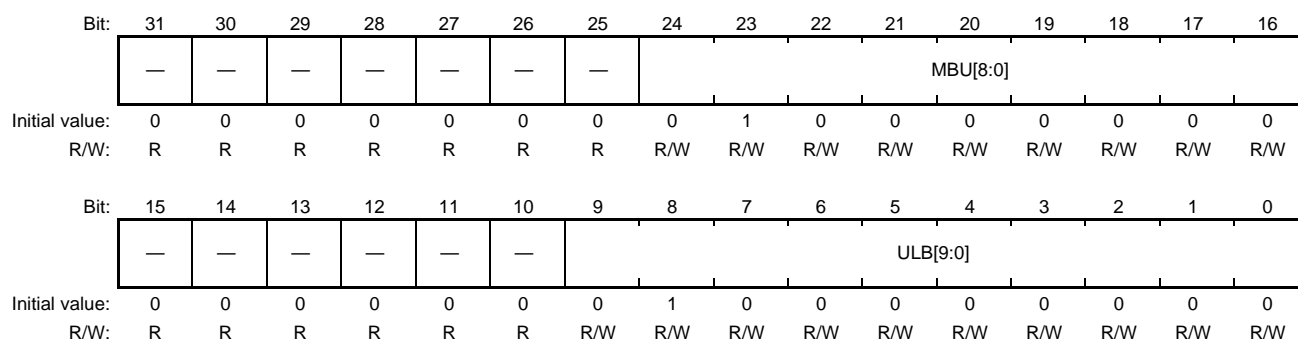 Bit: 31 30 29 28 27 26 25 24 23 22 21 20 19 18 17 16
— — — — — — — MBU[8:0]
Initial value: 0 0 0 0 0 0 0 0 1 0 0 0 0 0 0 0
R/W: R R R R R R R R/W R/W R/W R/W R/W R/W R/W R/W R/W
Bit: 15 14 13 12 11 10 9 8 7 6 5 4 3 2 1 0
— — — — — — ULB[9:0]
Initial value: 0 0 0 0 0 0 0 1 0 0 0 0 0 0 0 0
R/W: R R R R R R R/W R/W R/W R/W R/W R/W R/W R/W R/W R/W